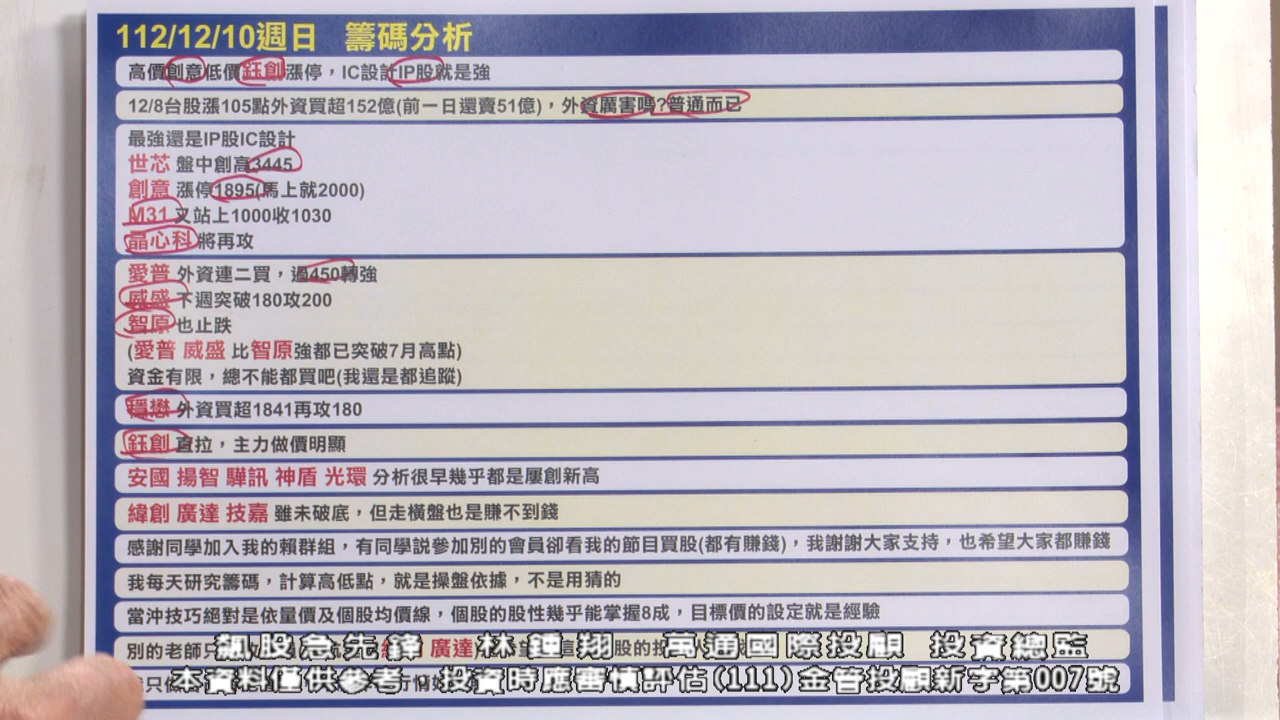 112/12/10週日 籌碼分析
高價創意低價鈺創漲停，IC設計IP股就是強
12/8台股漲105點外資買超152億(前一日還賣51億)，外資厲害嗎?普通而已
最強還是IP股IC設計
世芯 盤中創高3445
創意 漲停1895(馬上就2000)
M31 又站上1000收1030
晶心科 將再攻
愛普 外資連二買，過450轉強
威盛 下週突破180攻200
智原 也止跌
(愛普 威盛 比智原強都已突破7月高點)
資金有限，總不能都買吧(我還是都追蹤)
穩懋 外資買超1841再攻180
鈺創 直拉，主力做價明顯
安國 揚智 驊訊 神盾 光環 分析很早幾乎都是屢創新高
緯創 廣達 技嘉 雖未破底，但走橫盤也是賺不到錢
感謝同學加入我的賴群組，有同學說參加別的會員卻看我的節目買股(都有賺錢)，我謝謝大家支持，也希望大家都賺錢
我每天研究籌碼，計算高低點，就是操盤依據，不是用猜的
當沖技巧絕對是依量價及個股均價線，個股的股性幾乎能掌握8成，目標價的設定就是經驗
別的老師只 廣達
飆股急先鋒 林鍾翔 萬通國際投顧 投資總監
本資料僅供參考，投資時應審慎評估(111)金管投顧新字第007號